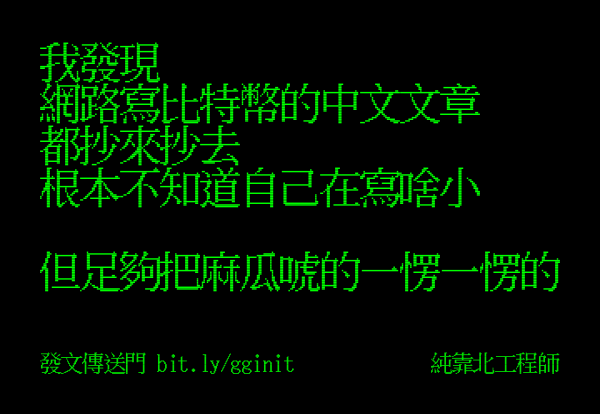 我發現
網路寫比特幣的中文文章
都抄來抄去
根本不知道自己在寫啥小
但足夠把麻瓜唬的一愣一愣的
發文傳送門 bit.ly/gginit
純靠北工程師